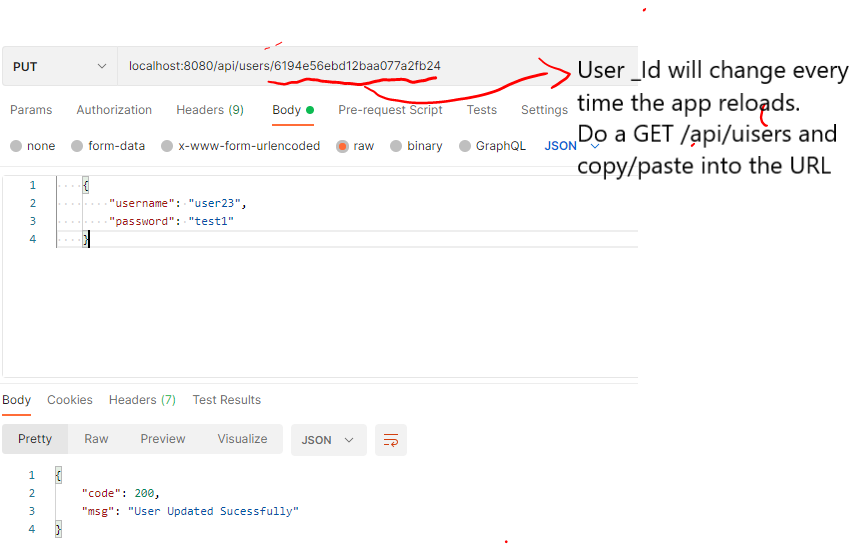 PUT localhost:8080/api/users/6194e56ebd12baa077a2fb24
User _Id will change every
time the app reloads.
Do a GET /api/uisers and
copy/paste into the URL
Params Authorization Headers (9) Body Pre-request Script Tests Settings
none form-data x-www-form-urlencoded raw binary GraphQL JSON
1 {
2 "username": "user23",
3 "password": "test1"
4 }
Body Cookies Headers (7) Test Results
Pretty Raw Preview Visualize JSON
1 {
2 "code": 200,
3 "msg": "User Updated Sucessfully"
4 }